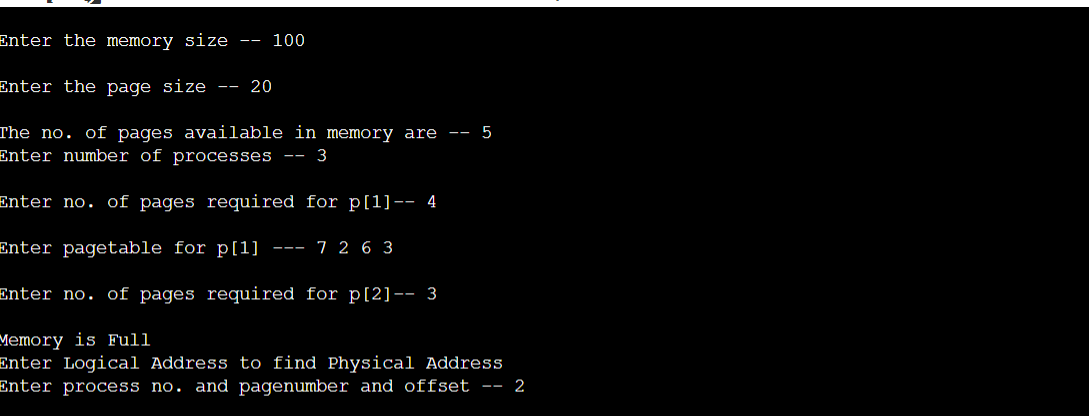 Enter the memory size -- 100
Enter the page size -- 20
The no. of pages available in memory are -- 5
Enter number of processes -- 3
Enter no. of pages required for p[1]-- 4
Enter pagetable for p[1] --- 7 2 6 3
Enter no. of pages required for p[2]-- 3
Memory is Full
Enter Logical Address to find Physical Address
Enter process no. and pagenumber and offset -- 2